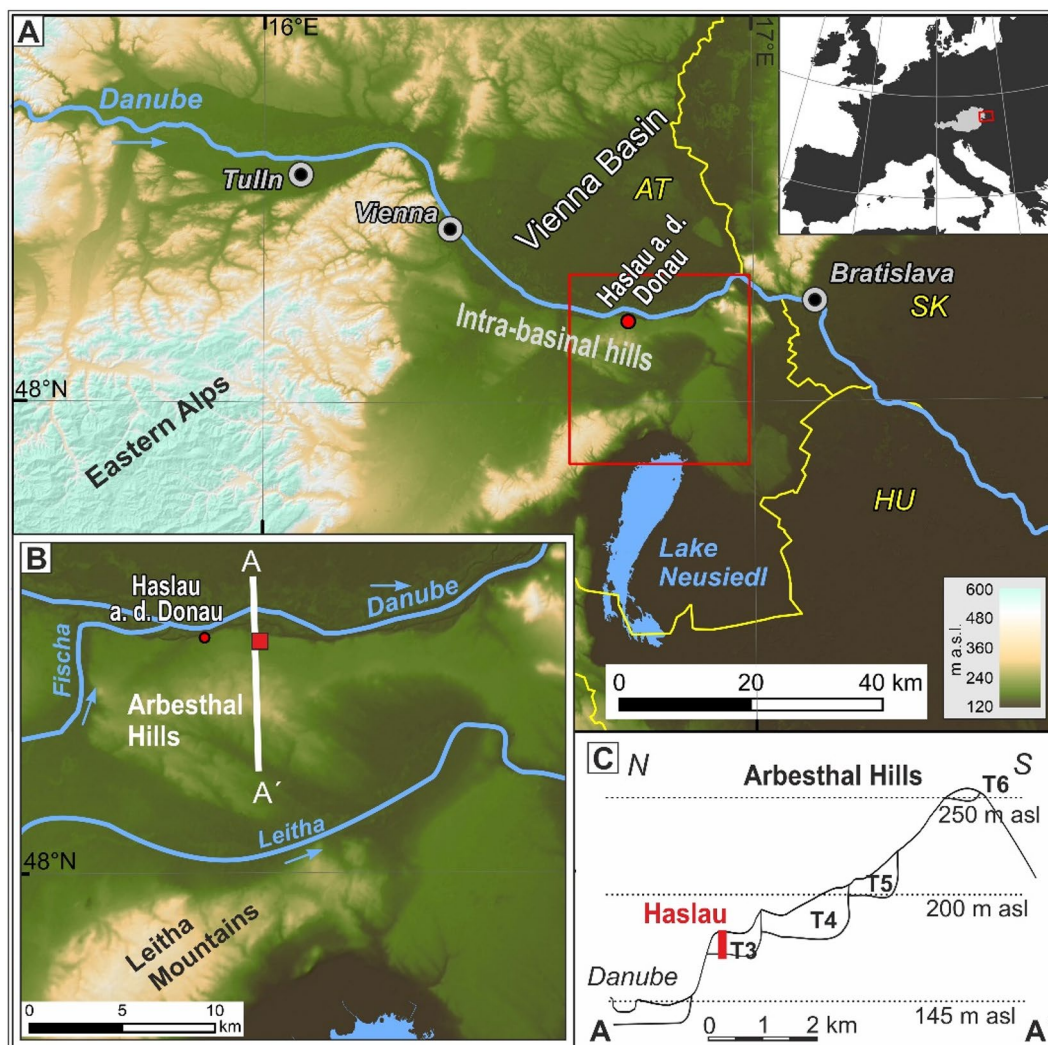 A
16°E
17°E
Danube
Tulln
Vienna
Vienna Basin
AT
Haslau a. d.
Donau
Bratislava
SK
Intra-basinal hills
48°N
Eastern Alps
HU
Lake
Neusiedl
600
480
360
240
120
m a.s.l.
0 20 40 km
B
A
Haslau
a. d. Donau
Danube
Fischa
Arbesthal
Hills
A´
Leitha
48°N
Leitha
Mountains
0 5 10
km
C
N
Arbesthal Hills
S
T6
250 m asl
T5
200 m asl
Haslau
T4
T3
Danube
145 m asl
A
0 1 2 km
A´